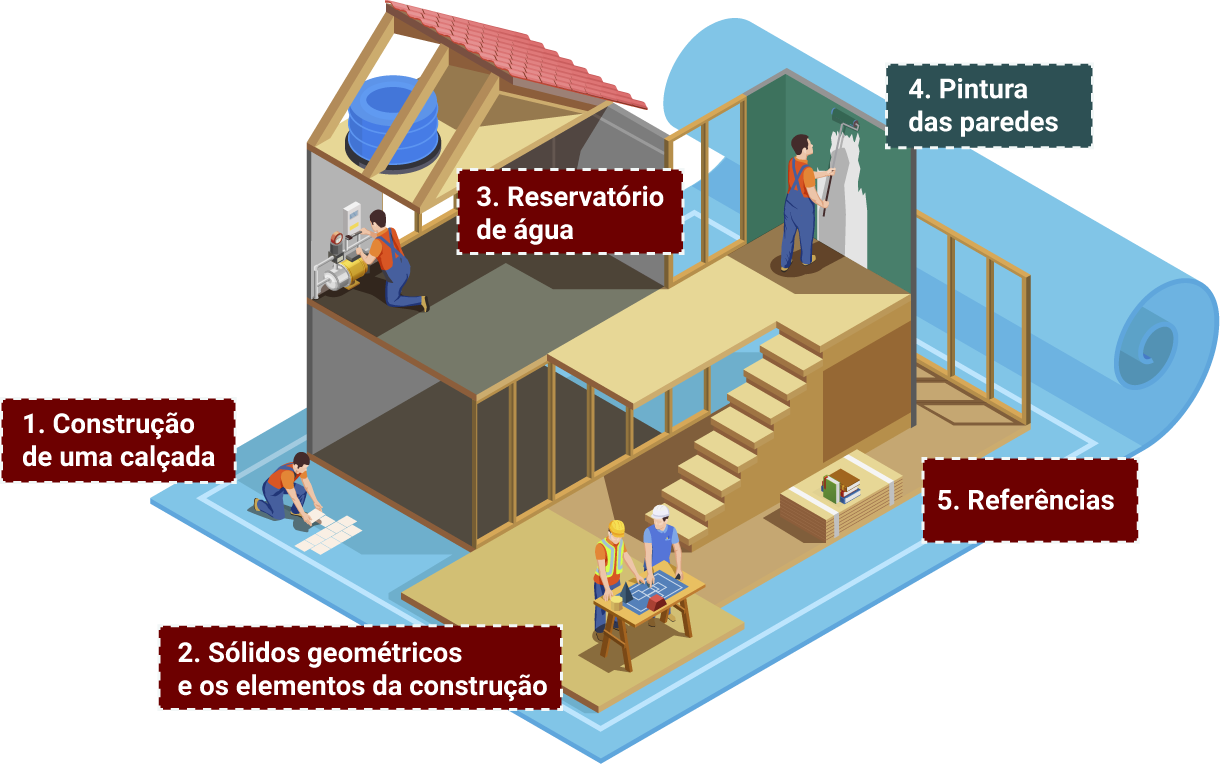 4. Pintura
das paredes
3. Reservatório
de água
1. Construção
de uma calçada
5. Referências
2. Sólidos geométricos
e os elementos da construção